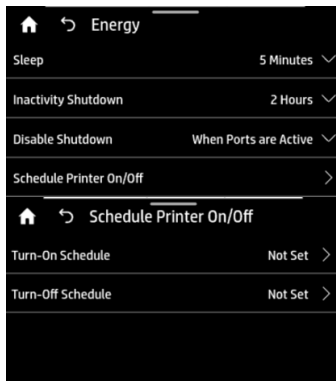 Energy
Sleep 5 Minutes
Inactivity Shutdown 2 Hours
Disable Shutdown When Ports are Active
Schedule Printer On/Off
Schedule Printer On/Off
Turn-On Schedule Not Set
Turn-Off Schedule Not Set